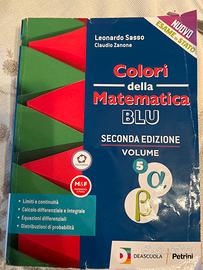 Leonardo Sasso
Claudio Zanone
NUOVO
ESAME DI STATO
Colori
della
Matematica
BLU
SECONDA EDIZIONE
VOLUME
5
α
β
M&F
• Limiti e continuità
• Calcolo differenziale e integrale
• Equazioni differenziali
• Distribuzioni di probabilità
DEASCUOLA
Petrini